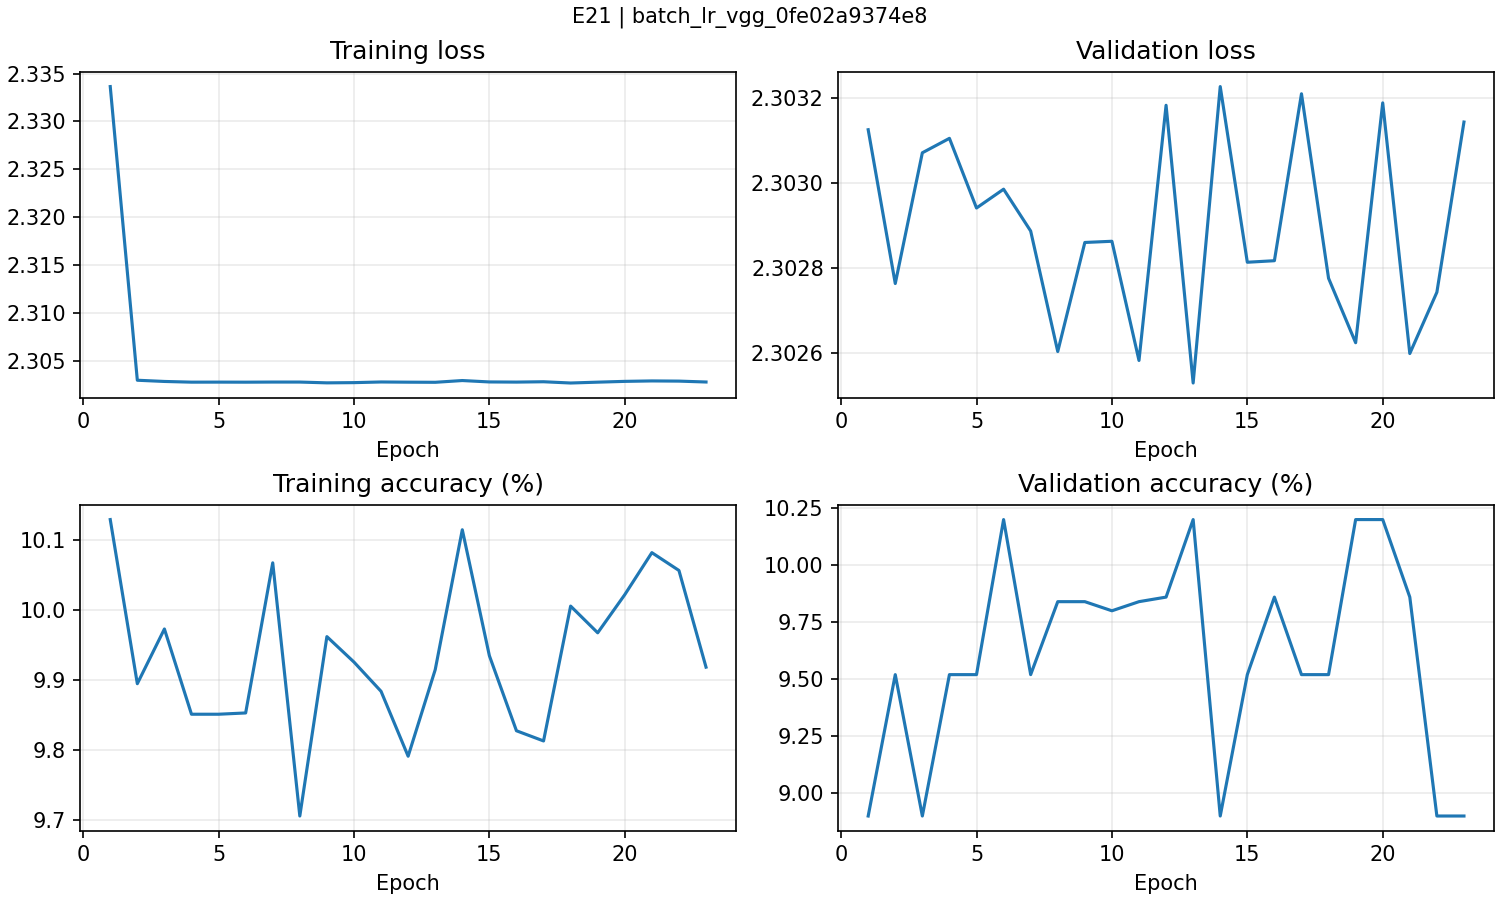 E21 | batch_lr_vgg_0fe02a9374e8
Training loss
2.335
2.330
2.325
2.320
2.315
2.310
2.305
0 5 10 15 20
Epoch
Validation loss
2.3032
2.3030
2.3028
2.3026
0 5 10 15 20
Epoch
Training accuracy (%)
10.1
10.0
9.9
9.8
9.7
0 5 10 15 20
Epoch
Validation accuracy (%)
10.25
10.00
9.75
9.50
9.25
9.00
0 5 10 15 20
Epoch